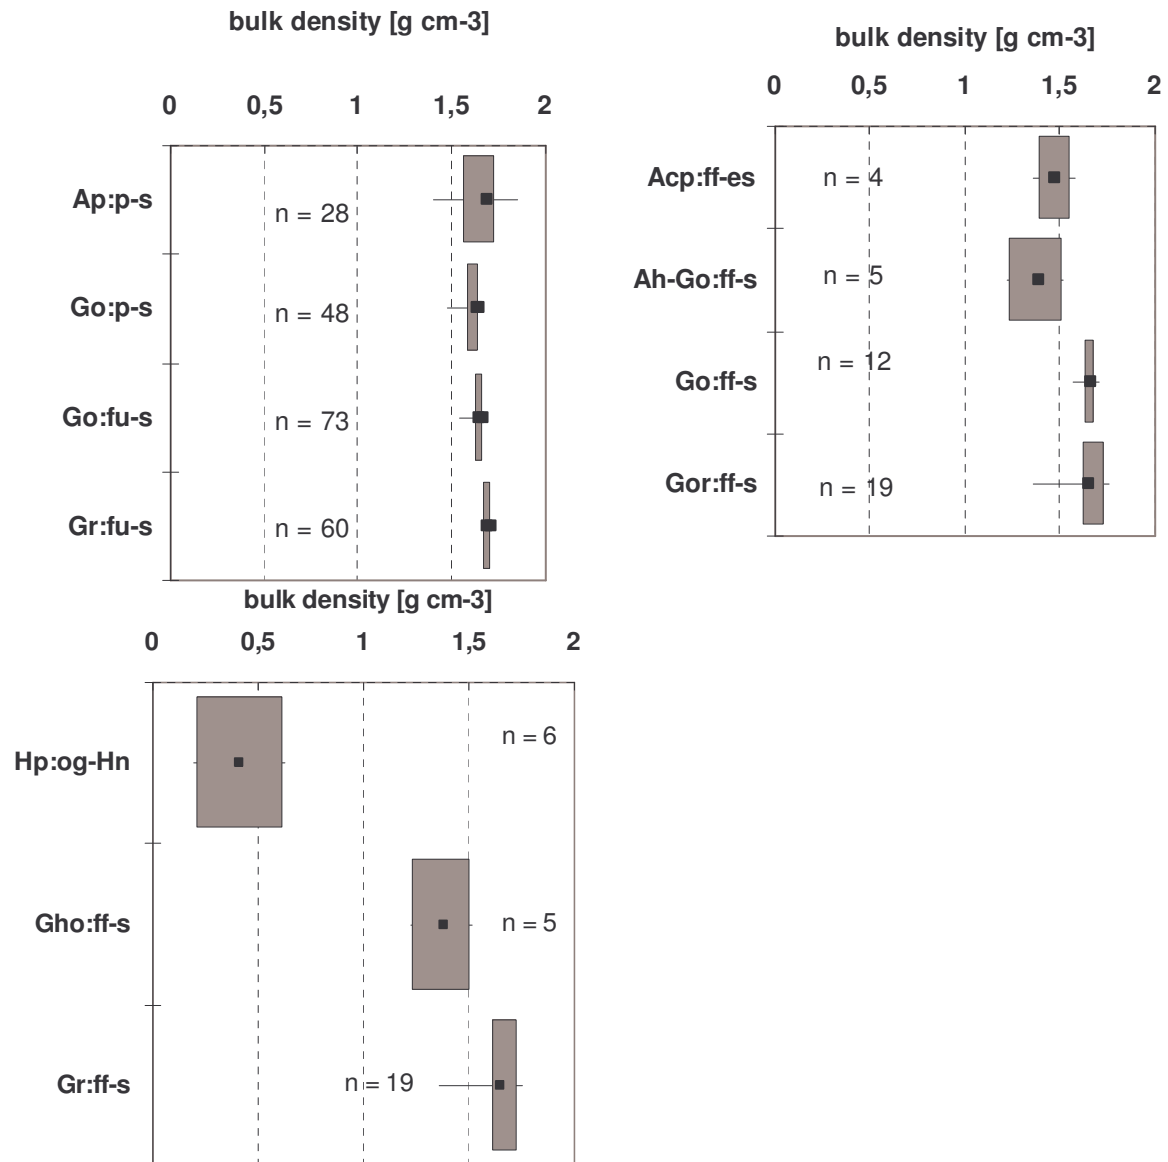 bulk density [g cm-3]
0 0,5 1 1,5 2
Ap:p-s n = 28
Go:p-s n = 48
Go:fu-s n = 73
Gr:fu-s n = 60
bulk density [g cm-3]
0 0,5 1 1,5 2
Acp:ff-es n = 4
Ah-Go:ff-s n = 5
Go:ff-s n = 12
Gor:ff-s n = 19
bulk density [g cm-3]
0 0,5 1 1,5 2
Hp:og-Hn n = 6
Gho:ff-s n = 5
Gr:ff-s n = 19